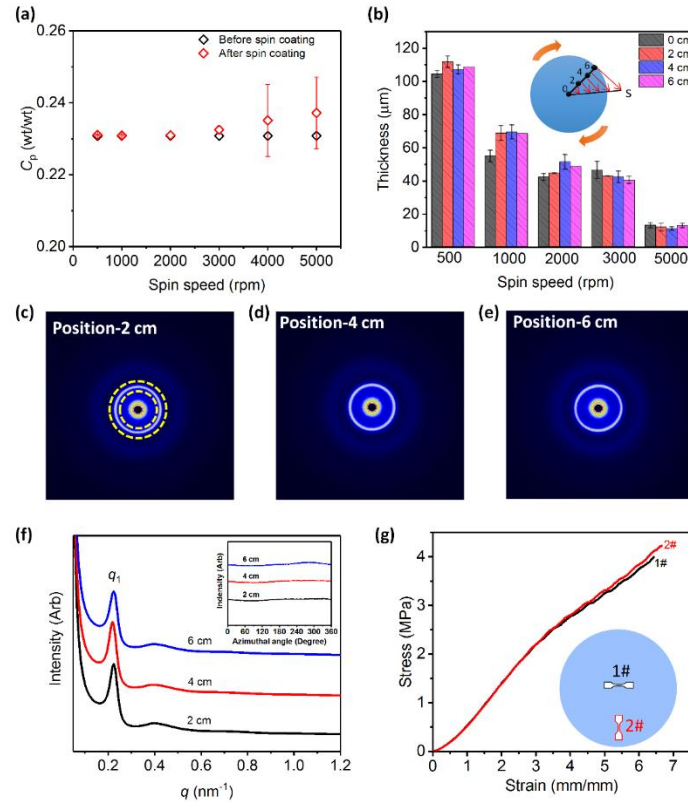 (a)
Before spin coating
After spin coating
0.26
0.24
0.22
0.20
Cp (wt/wt)
0 1000 2000 3000 4000 5000
Spin speed (rpm)
(b)
0 cm
2 cm
4 cm
6 cm
0 2 4 6
S
120
100
80
60
40
20
0
Thickness (μm)
500 1000 2000 3000 5000
Spin speed (rpm)
(c)
Position-2 cm
(d)
Position-4 cm
(e)
Position-6 cm
(f)
q1
6 cm
4 cm
2 cm
Intensity (Arb)
0.2 0.4 0.6 0.8 1.0 1.2
q (nm-1)
6 cm
4 cm
2 cm
Indensity (Arb)
0 60 120 180 240 300 360
Azimuthal angle (Degree)
(g)
2#
1#
4
3
2
1
0
Stress (MPa)
1#
2#
0 1 2 3 4 5 6 7
Strain (mm/mm)